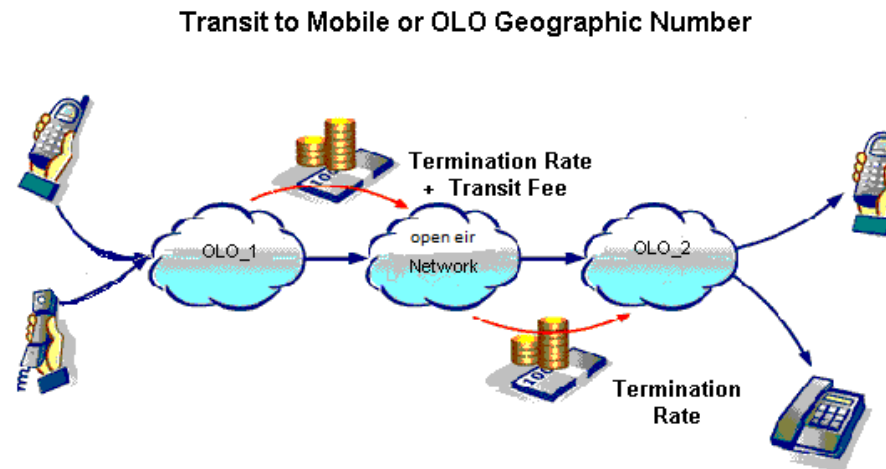 Transit to Mobile or OLO Geographic Number
Termination Rate
+ Transit Fee
OLO_1
open eir
Network
OLO_2
Termination
Rate